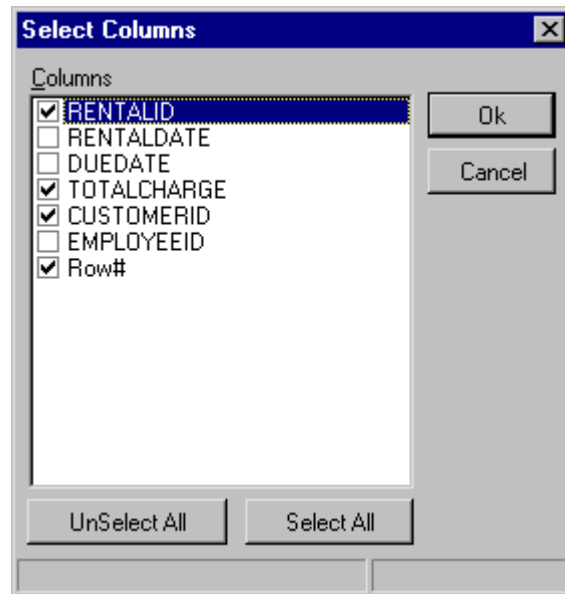 Select Columns
Columns
RENTALID
RENTALDATE
DUEDATE
TOTALCHARGE
CUSTOMERID
EMPLOYEEID
Row#
Ok
Cancel
UnSelect All
Select All